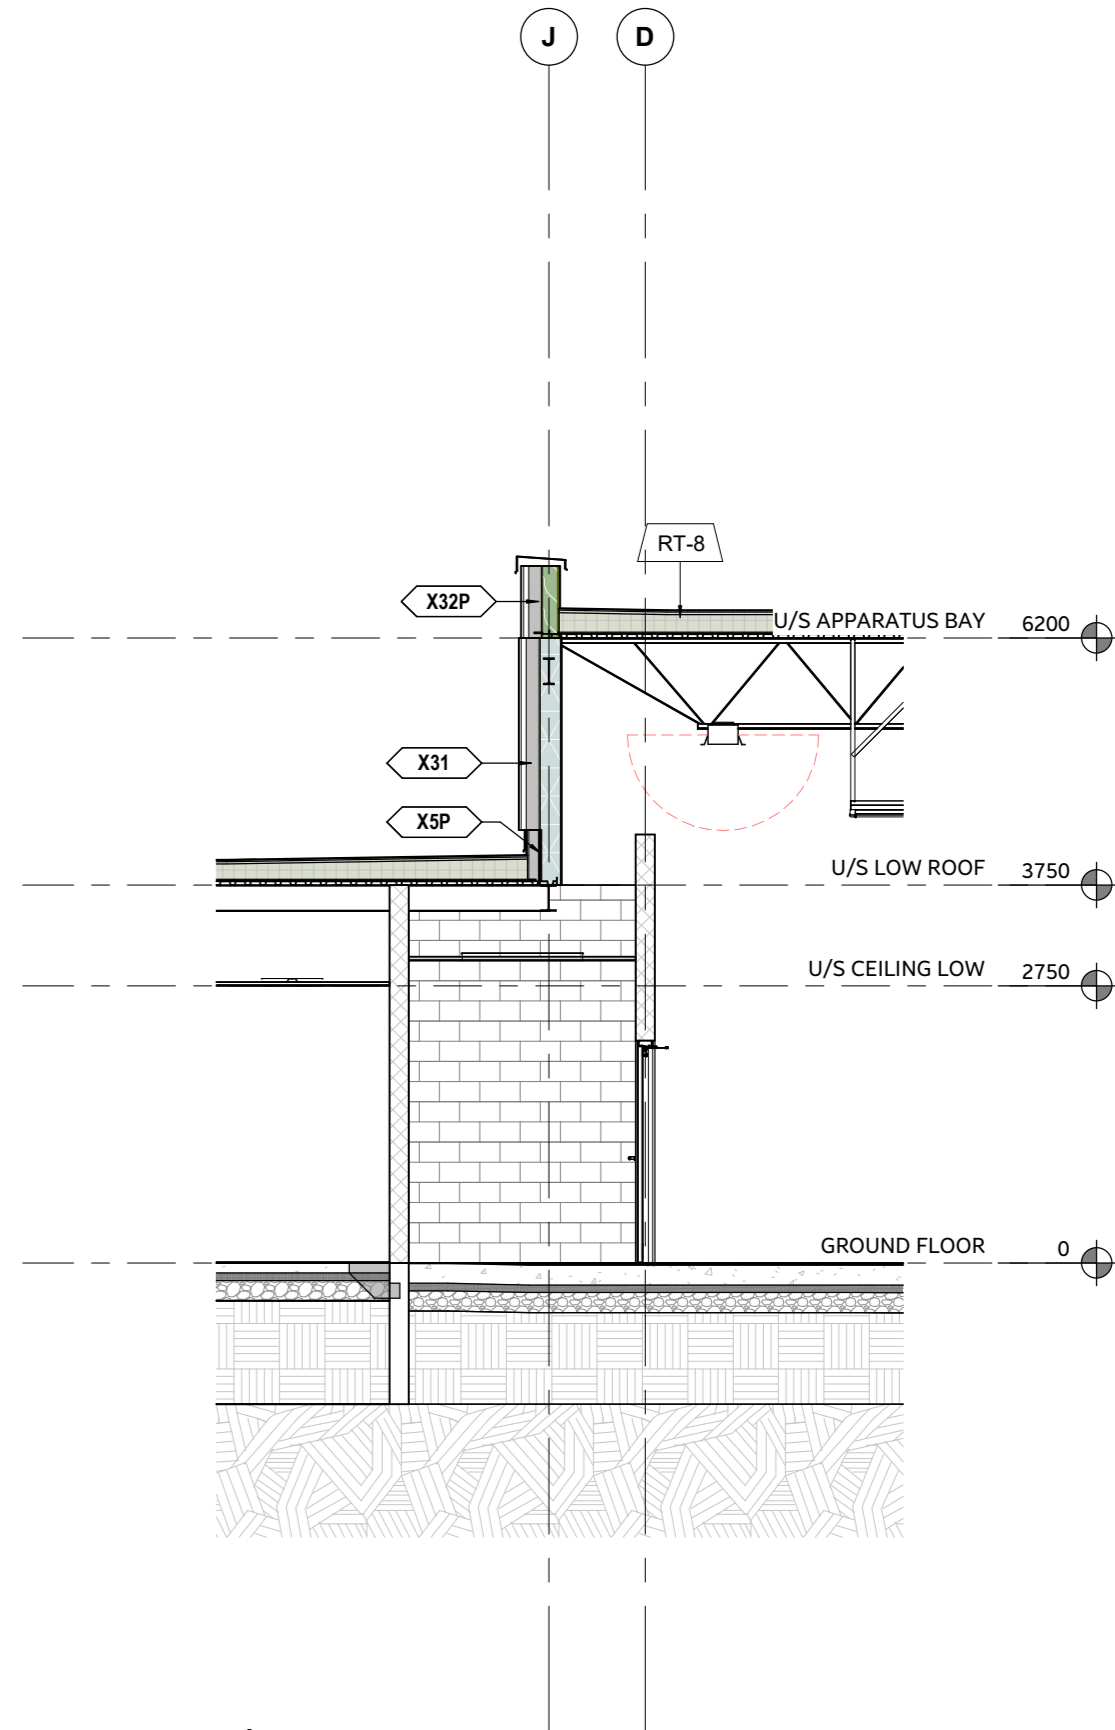 J D
RT-8
X32P
U/S APPARATUS BAY 6200
X31
X5P
U/S LOW ROOF 3750
U/S CEILING LOW 2750
GROUND FLOOR 0